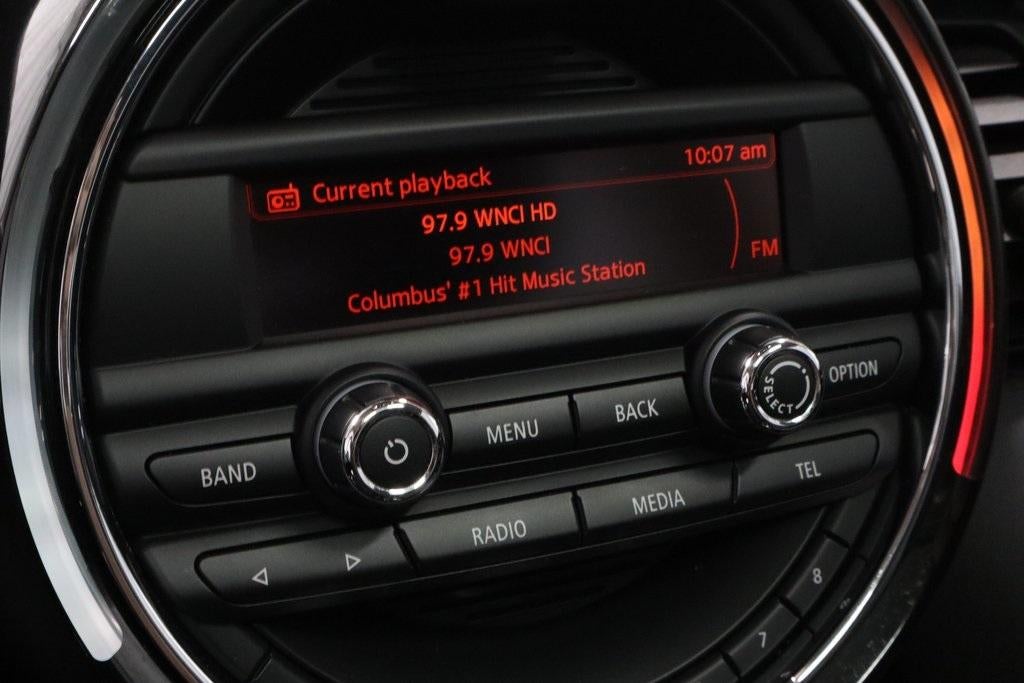 Current playback 10:07 am
97.9 WNCI HD
97.9 WNCI
FM
Columbus' #1 Hit Music Station
BAND MENU BACK SELECT OPTION
RADIO MEDIA TEL
7 8